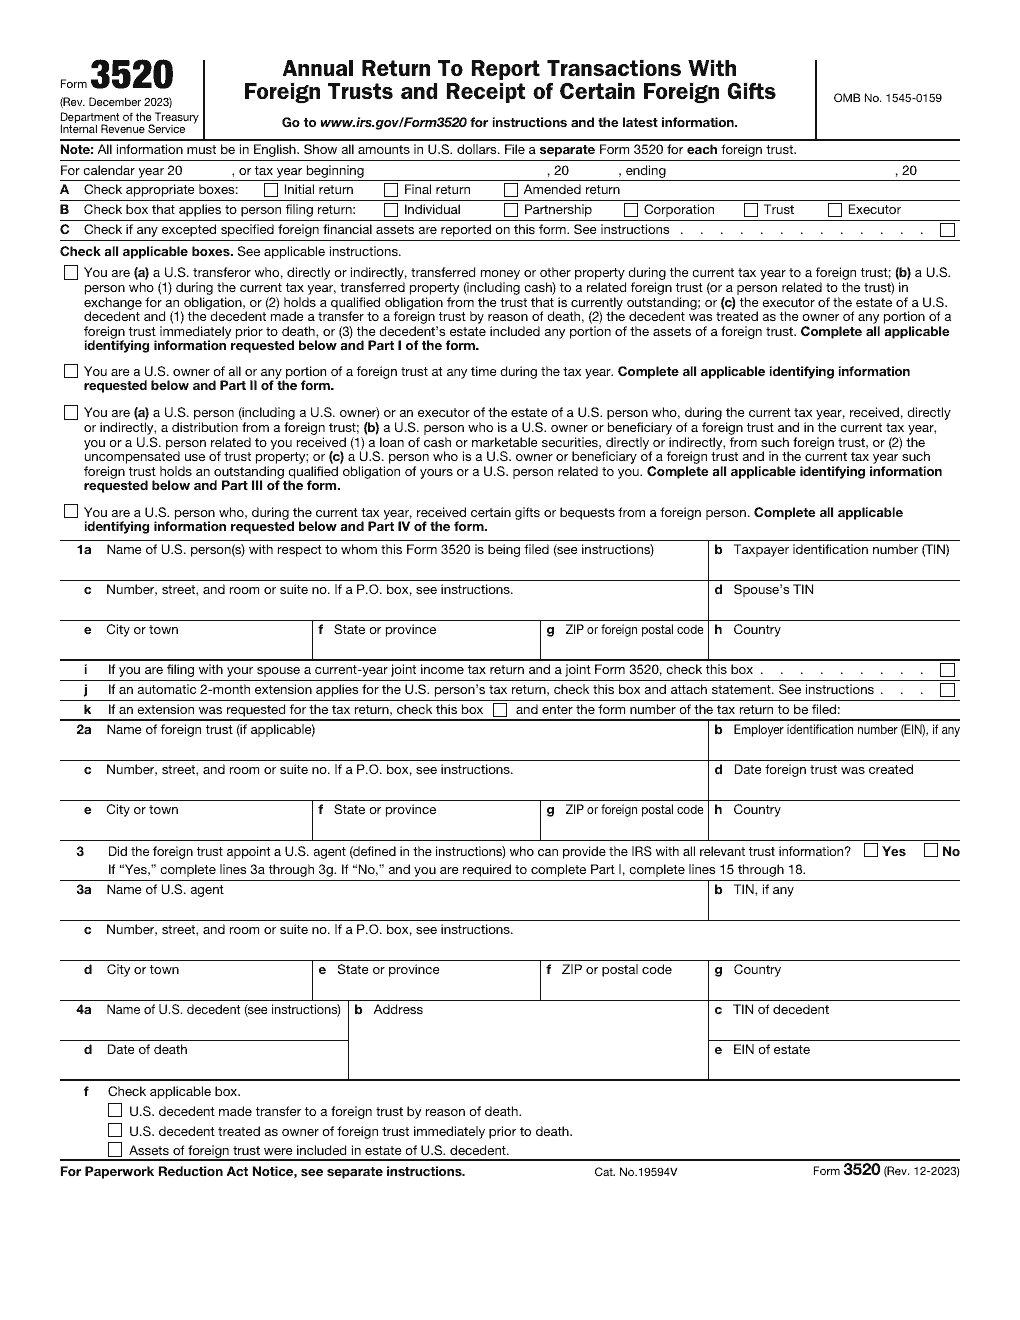 Form 3520
(Rev. December 2023)
Department of the Treasury
Internal Revenue Service
Annual Return To Report Transactions With
Foreign Trusts and Receipt of Certain Foreign Gifts
Go to www.irs.gov/Form3520 for instructions and the latest information.
OMB No. 1545-0159
Note: All information must be in English. Show all amounts in U.S. dollars. File a separate Form 3520 for each foreign trust.
For calendar year 20 , or tax year beginning , 20 , ending , 20
A Check appropriate boxes: Initial return Final return Amended return
B Check box that applies to person filing return: Individual Partnership Corporation Trust Executor
C Check if any excepted specified foreign financial assets are reported on this form. See instructions . . . . . . . . . . . . .
Check all applicable boxes. See applicable instructions.
You are (a) a U.S. transferor who, directly or indirectly, transferred money or other property during the current tax year to a foreign trust; (b) a U.S.
person who (1) during the current tax year, transferred property (including cash) to a related foreign trust (or a person related to the trust) in
exchange for an obligation, or (2) holds a qualified obligation from the trust that is currently outstanding; or (c) the executor of the estate of a U.S.
decedent and (1) the decedent made a transfer to a foreign trust by reason of death, (2) the decedent was treated as the owner of any portion of a
foreign trust immediately prior to death, or (3) the decedent's estate included any portion of the assets of a foreign trust. Complete all applicable
identifying information requested below and Part I of the form.
You are a U.S. owner of all or any portion of a foreign trust at any time during the tax year. Complete all applicable identifying information
requested below and Part II of the form.
You are (a) a U.S. person (including a U.S. owner) or an executor of the estate of a U.S. person who, during the current tax year, received, directly
or indirectly, a distribution from a foreign trust; (b) a U.S. person who is a U.S. owner or beneficiary of a foreign trust and in the current tax year,
you or a U.S. person related to you received (1) a loan of cash or marketable securities, directly or indirectly, from such foreign trust, or (2) the
uncompensated use of trust property; or (c) a U.S. person who is a U.S. owner or beneficiary of a foreign trust and in the current tax year such
foreign trust holds an outstanding qualified obligation of yours or a U.S. person related to you. Complete all applicable identifying information
requested below and Part III of the form.
You are a U.S. person who, during the current tax year, received certain gifts or bequests from a foreign person. Complete all applicable
identifying information requested below and Part IV of the form.
1a Name of U.S. person(s) with respect to whom this Form 3520 is being filed (see instructions) b Taxpayer identification number (TIN)
c Number, street, and room or suite no. If a P.O. box, see instructions. d Spouse's TIN
e City or town f State or province g ZIP or foreign postal code h Country
i If you are filing with your spouse a current-year joint income tax return and a joint Form 3520, check this box . . . . . . . . .
j If an automatic 2-month extension applies for the U.S. person's tax return, check this box and attach statement. See instructions . . .
k If an extension was requested for the tax return, check this box and enter the form number of the tax return to be filed:
2a Name of foreign trust (if applicable) b Employer identification number (EIN), if any
c Number, street, and room or suite no. If a P.O. box, see instructions. d Date foreign trust was created
e City or town f State or province g ZIP or foreign postal code h Country
3 Did the foreign trust appoint a U.S. agent (defined in the instructions) who can provide the IRS with all relevant trust information? Yes No
If "Yes," complete lines 3a through 3g. If "No," and you are required to complete Part I, complete lines 15 through 18.
3a Name of U.S. agent b TIN, if any
c Number, street, and room or suite no. If a P.O. box, see instructions.
d City or town e State or province f ZIP or postal code g Country
4a Name of U.S. decedent (see instructions) b Address c TIN of decedent
d Date of death e EIN of estate
f Check applicable box.
U.S. decedent made transfer to a foreign trust by reason of death.
U.S. decedent treated as owner of foreign trust immediately prior to death.
Assets of foreign trust were included in estate of U.S. decedent.
For Paperwork Reduction Act Notice, see separate instructions. Cat. No.19594V Form 3520 (Rev. 12-2023)